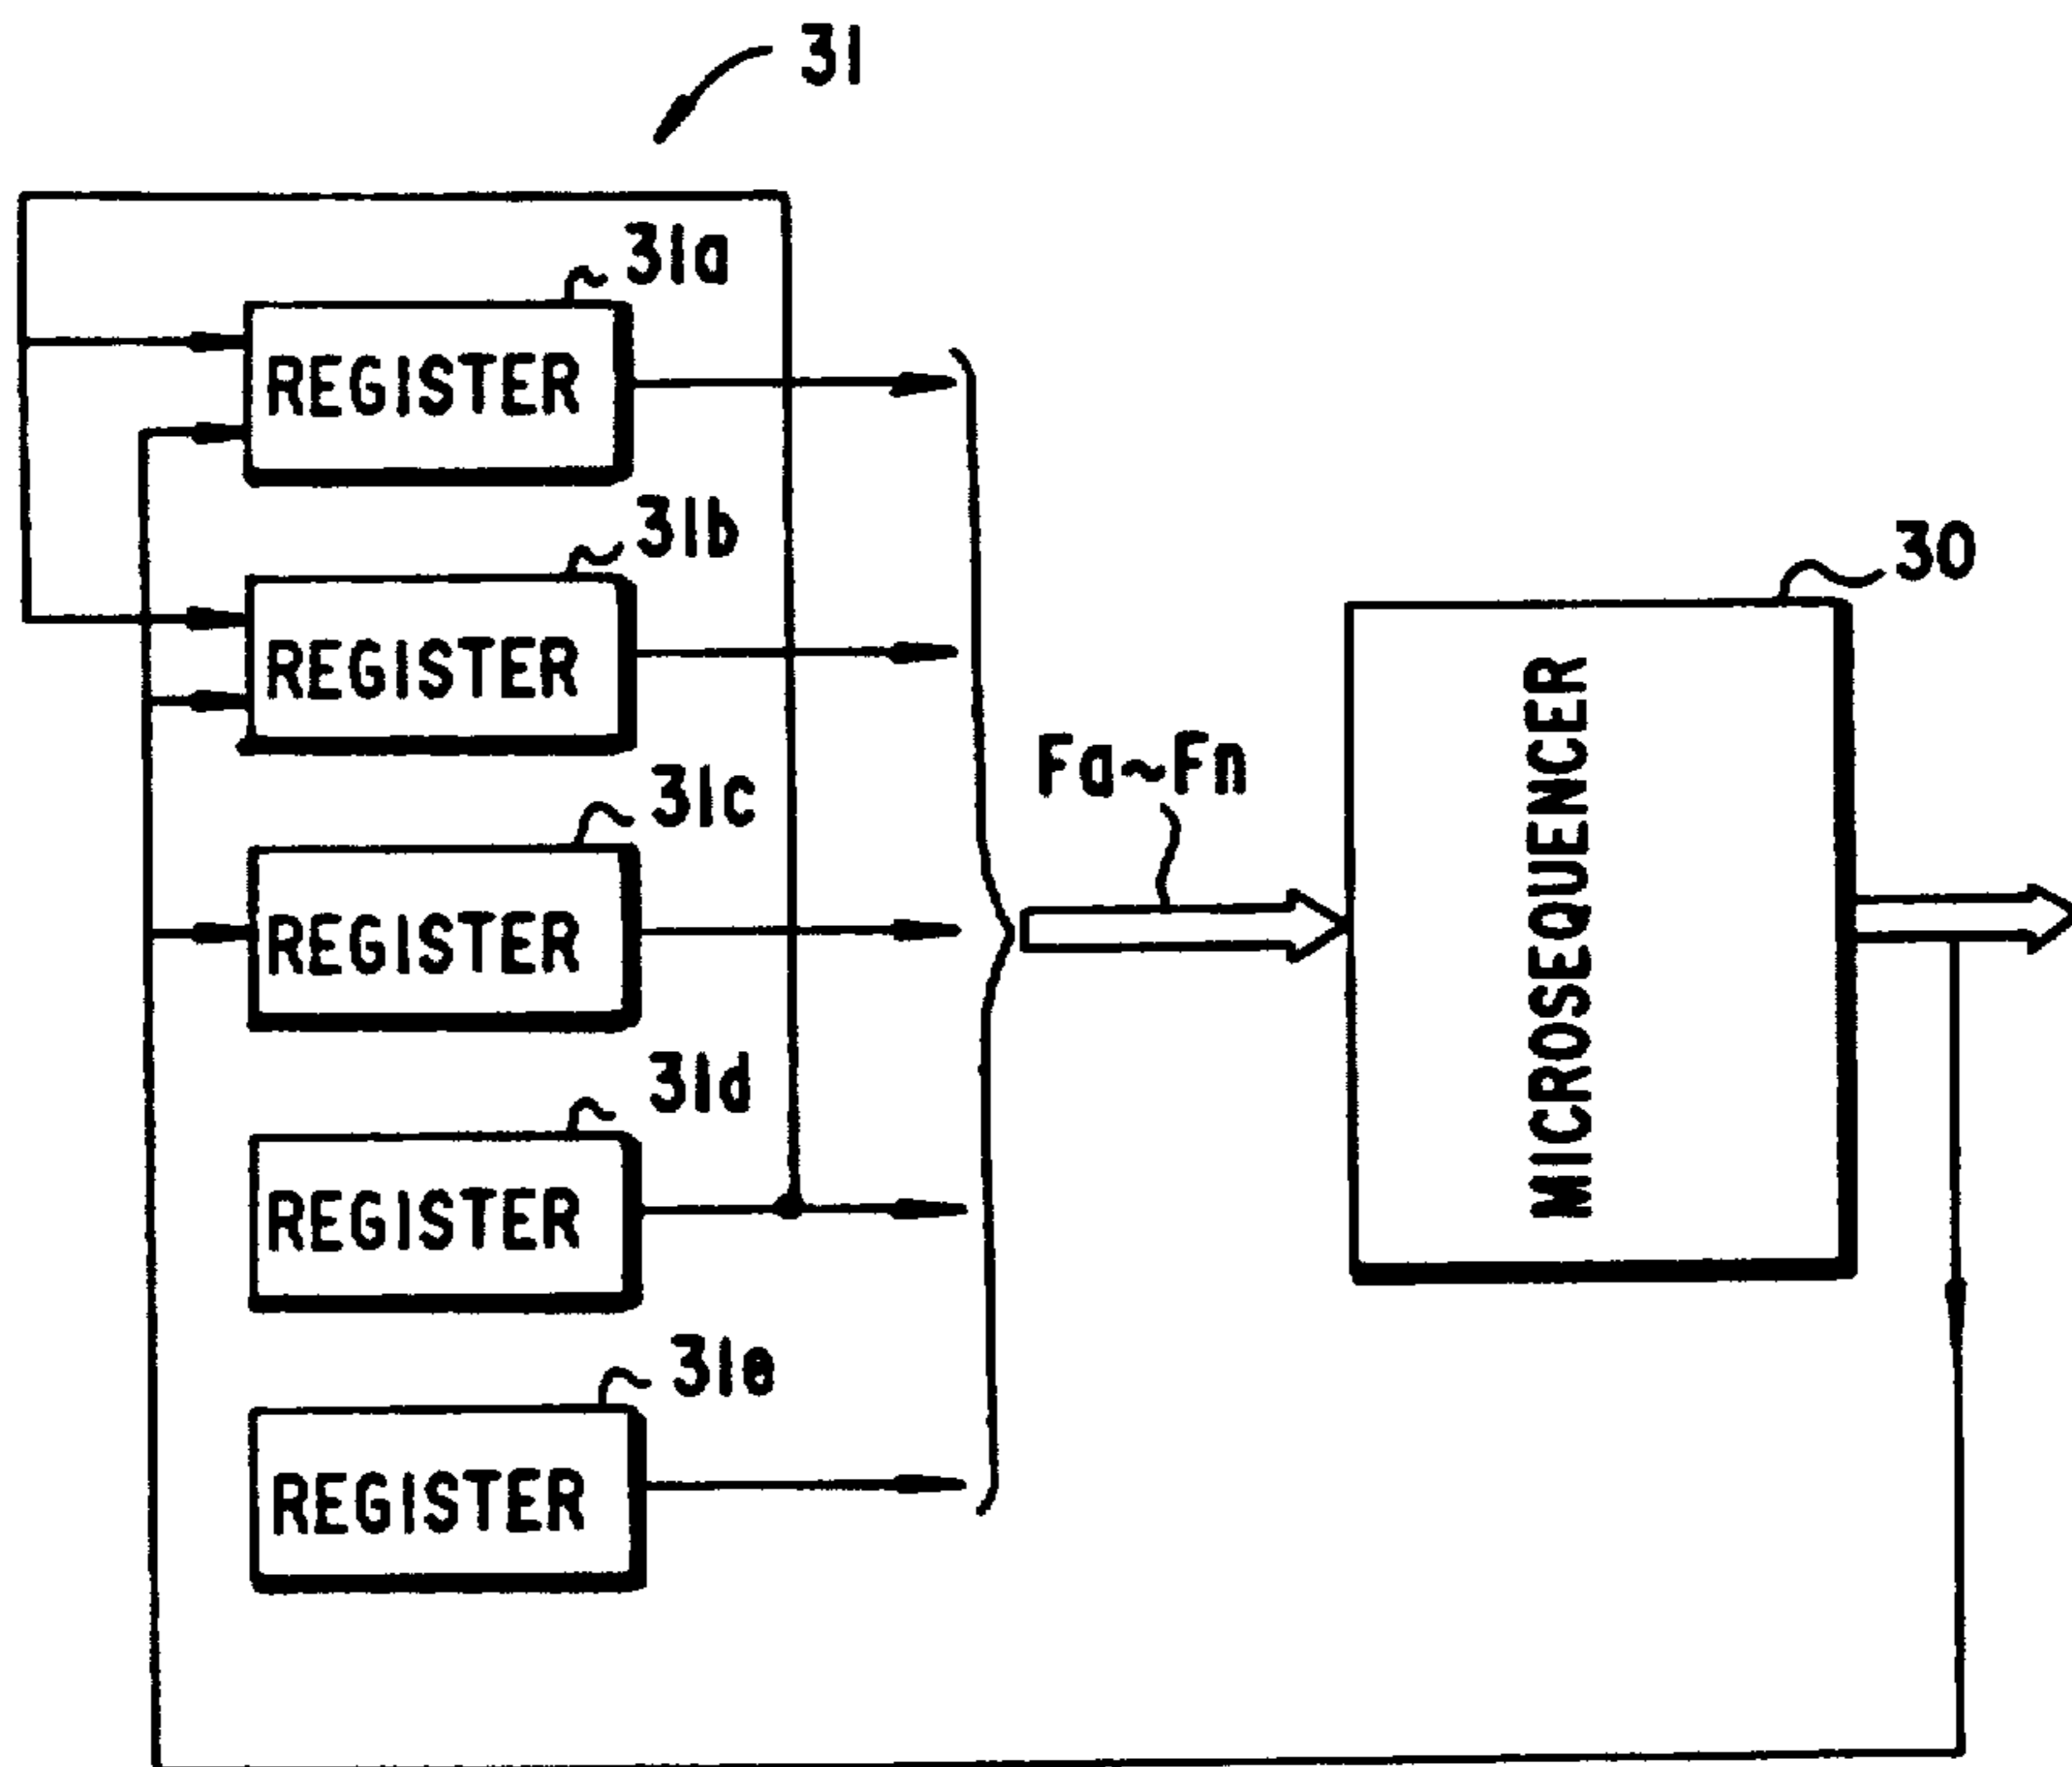 31
31a
REGISTER
31b
REGISTER
30
31c
REGISTER
Fa~Fn
MICROSEQUENCER
31d
REGISTER
31e
REGISTER